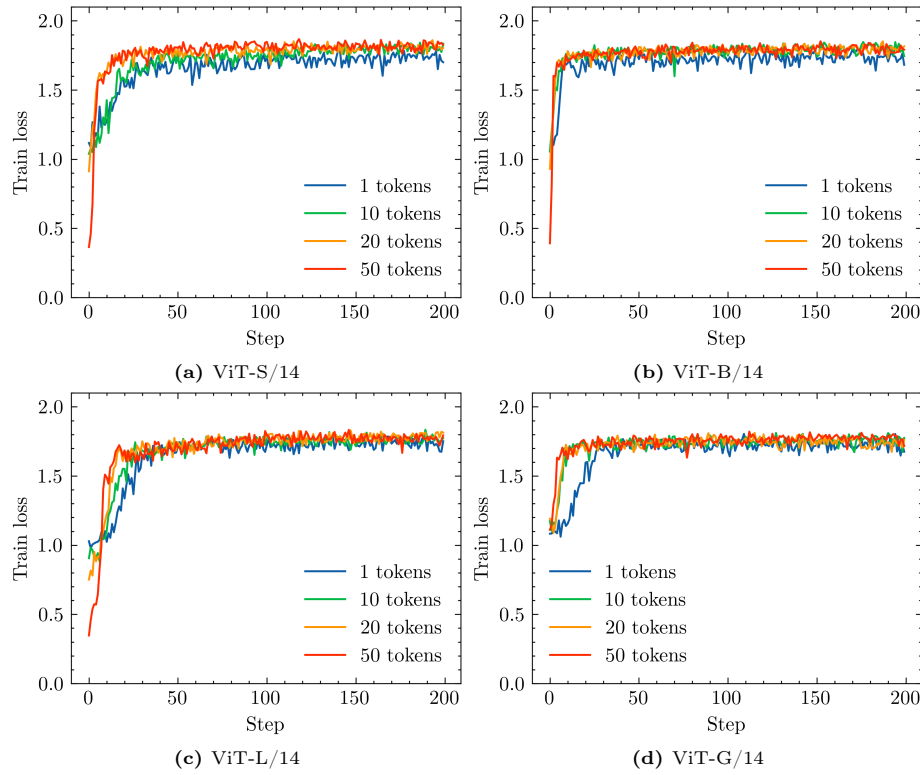 2.0
1.5
1.0
0.5
0.0
Train loss
1 tokens
10 tokens
20 tokens
50 tokens
0
50
100
150
200
Step
(a) ViT-S/14
2.0
1.5
1.0
0.5
0.0
Train loss
1 tokens
10 tokens
20 tokens
50 tokens
0
50
100
150
200
Step
(b) ViT-B/14
2.0
1.5
1.0
0.5
0.0
Train loss
1 tokens
10 tokens
20 tokens
50 tokens
0
50
100
150
200
Step
(c) ViT-L/14
2.0
1.5
1.0
0.5
0.0
Train loss
1 tokens
10 tokens
20 tokens
50 tokens
0
50
100
150
200
Step
(d) ViT-G/14